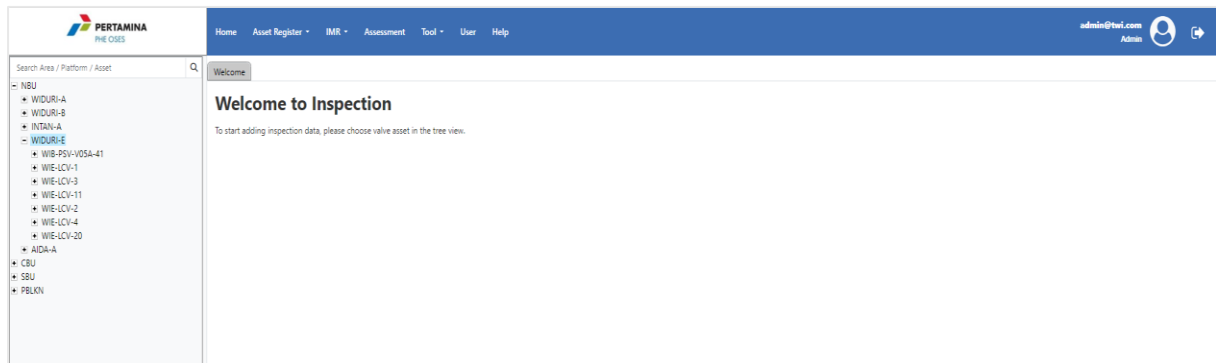 PERTAMINA
PHE OSES
Home Asset Register IMR Assessment Tool User Help
admin@twi.com
Admin
Search Area / Platform / Asset
NBU
WIDURI-A
WIDURI-B
INTAN-A
WIDURI-E
WIB-PSV-V05A-41
WIE-LCV-1
WIE-LCV-3
WIE-LCV-11
WIE-LCV-2
WIE-LCV-4
WIE-LCV-20
AIDA-A
CBU
SBU
PBLKN
Welcome
Welcome to Inspection
To start adding inspection data, please choose valve asset in the tree view.